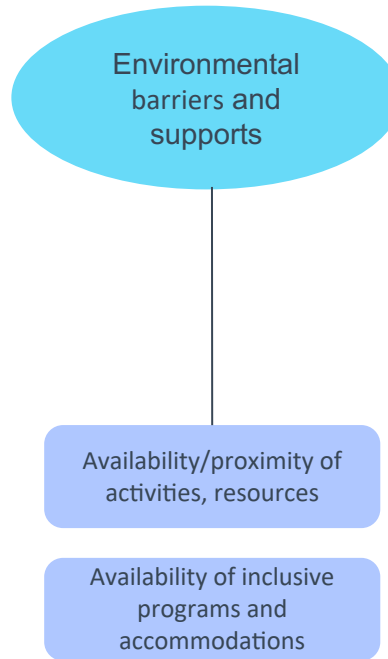 Environmental
barriers and
supports
Availability/proximity of
activities, resources
Availability of inclusive
programs and
accommodations